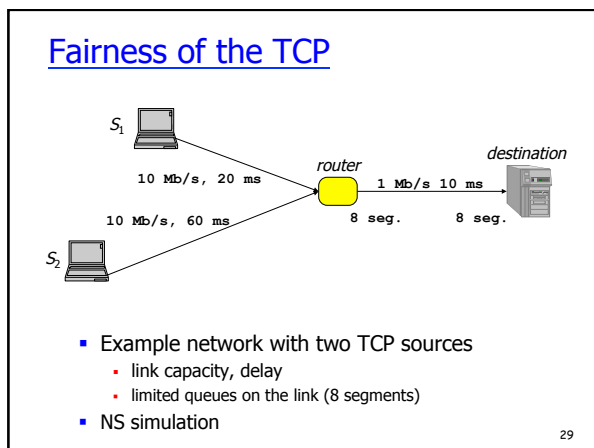 Fairness of the TCP
S1
router
destination
10 Mb/s, 20 ms
1 Mb/s 10 ms
10 Mb/s, 60 ms
8 seg.
8 seg.
S2
▪ Example network with two TCP sources
▪ link capacity, delay
▪ limited queues on the link (8 segments)
▪ NS simulation
29